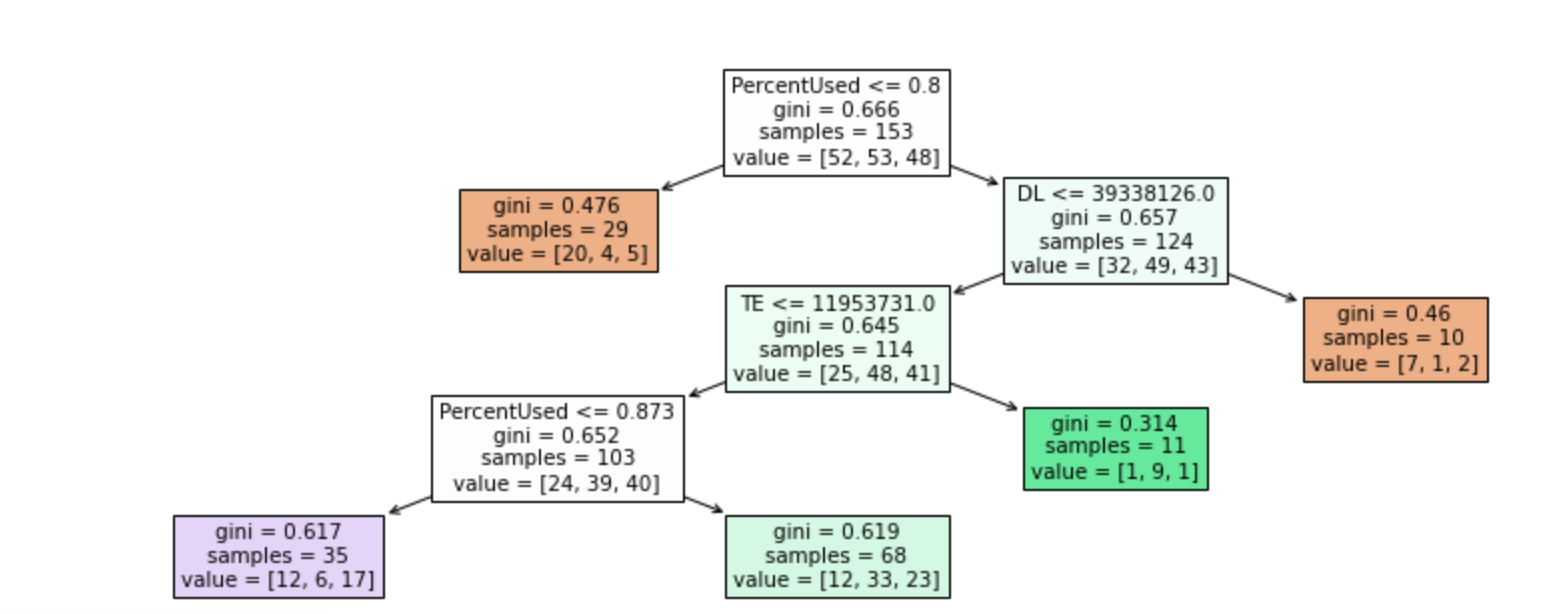 PercentUsed <= 0.8
gini = 0.666
samples = 153
value = [52, 53, 48]
gini = 0.476
samples = 29
value = [20, 4, 5]
DL <= 39338126.0
gini = 0.657
samples = 124
value = [32, 49, 43]
TE <= 11953731.0
gini = 0.645
samples = 114
value = [25, 48, 41]
gini = 0.46
samples = 10
value = [7, 1, 2]
PercentUsed <= 0.873
gini = 0.652
samples = 103
value = [24, 39, 40]
gini = 0.314
samples = 11
value = [1, 9, 1]
gini = 0.617
samples = 35
value = [12, 6, 17]
gini = 0.619
samples = 68
value = [12, 33, 23]